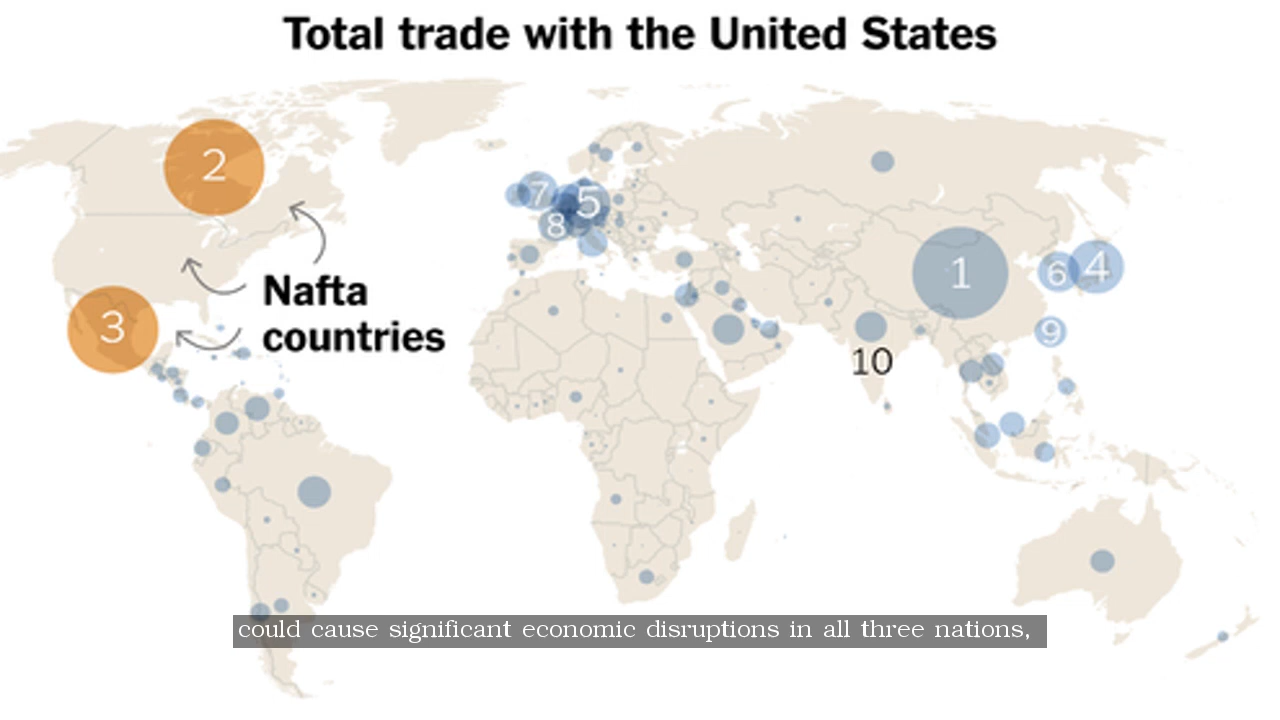 Total trade with the United States
2
7
5
8
1
6
4
Nafta
countries
3
9
10
could cause significant economic disruptions in all three nations,